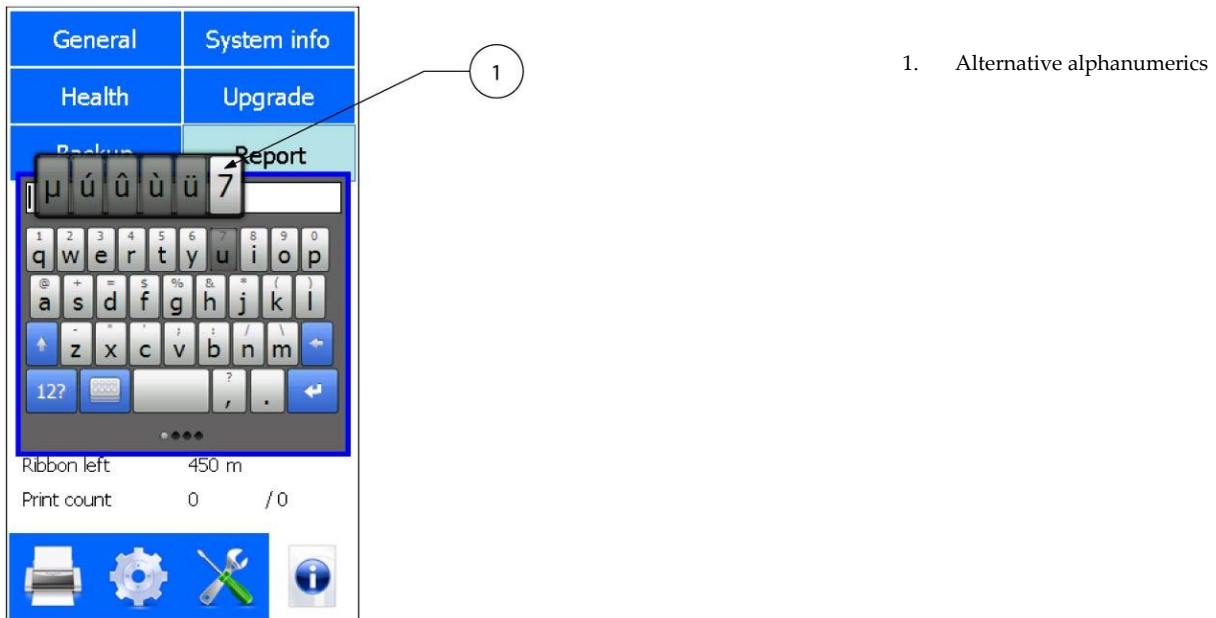 General System info
1
1. Alternative alphanumerics
Health Upgrade
Backup Report
µ ú û ù ü 7
1 2 3 4 5 6 7 8 9 0
q w e r t y u i o p
@ + = $ % & * ( )
a s d f g h j k l
- " ' ; : / \
z x c v b n m
12? ? , .
Ribbon left 450 m
Print count 0 / 0